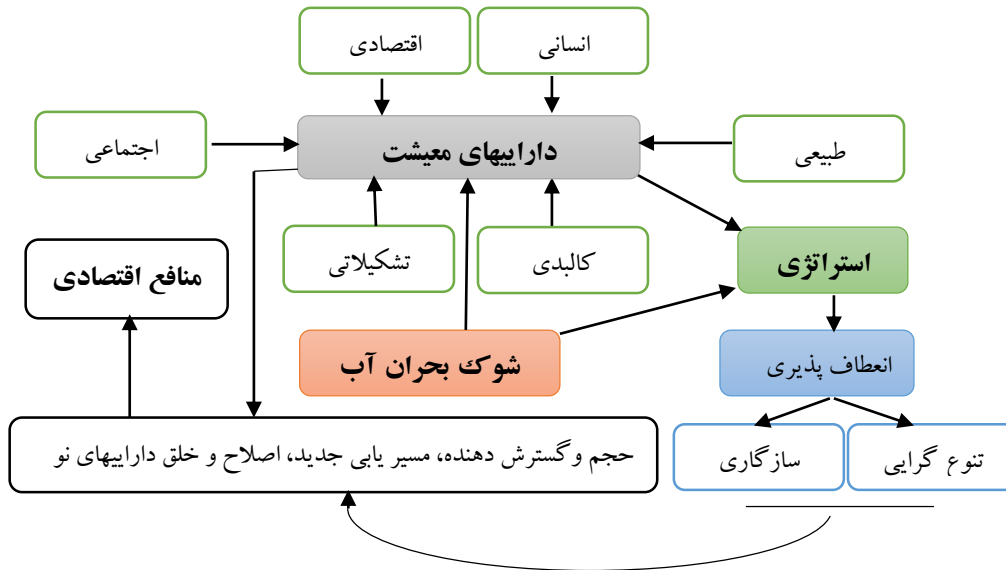 انسانی
اقتصادی
طبیعی
داراییهای معیشت
اجتماعی
کالبدی
تشکیلاتی
استراتژی
منافع اقتصادی
شوک بحران آب
انعطاف پذیری
تنوع گرایی
سازگاری
حجم وگسترش دهنده، مسیر یابی جدید، اصلاح و خلق داراییهای نو